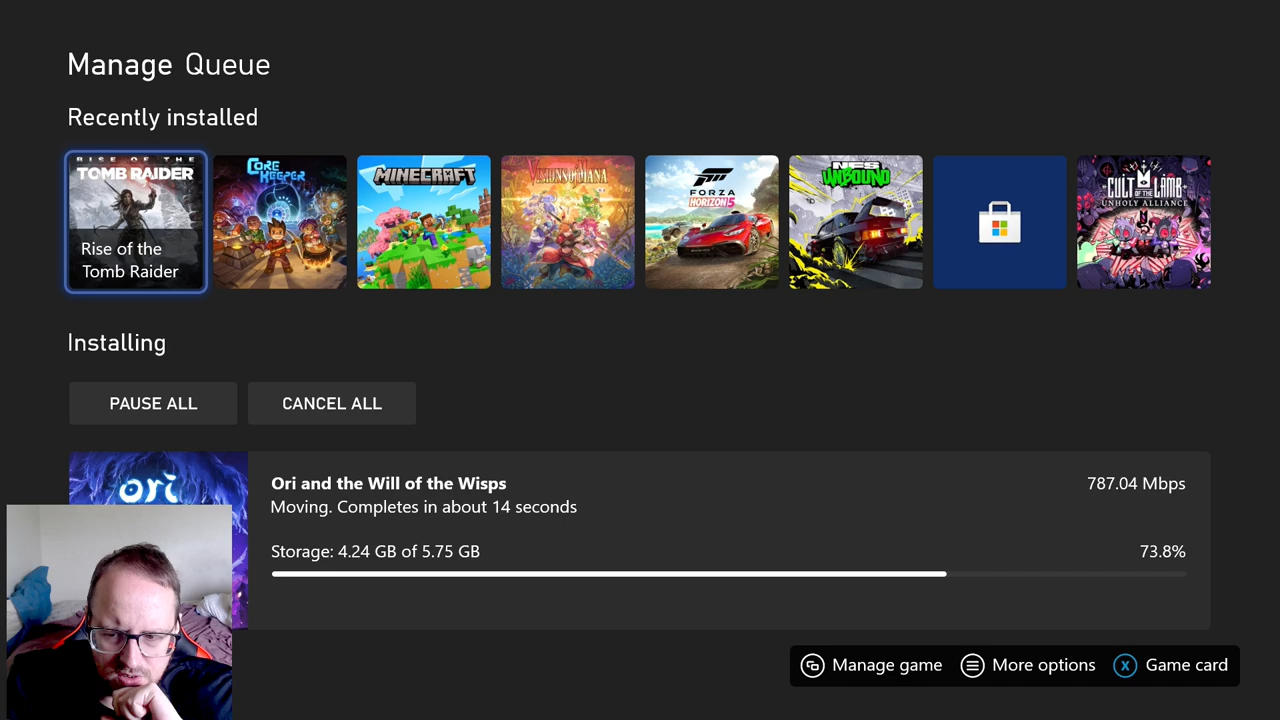 Manage Queue
Recently installed
RISE OF THE
TOMB RAIDER
Rise of the
Tomb Raider
CORE
KEEPER
MINECRAFT
VISIONS OF MANA
FORZA
HORIZON 5
NFS
UNBOUND
CULT OF THE LAMB
UNHOLY ALLIANCE
Installing
PAUSE ALL
CANCEL ALL
ori
Ori and the Will of the Wisps
787.04 Mbps
Moving. Completes in about 14 seconds
Storage: 4.24 GB of 5.75 GB
73.8%
Manage game
More options
X
Game card